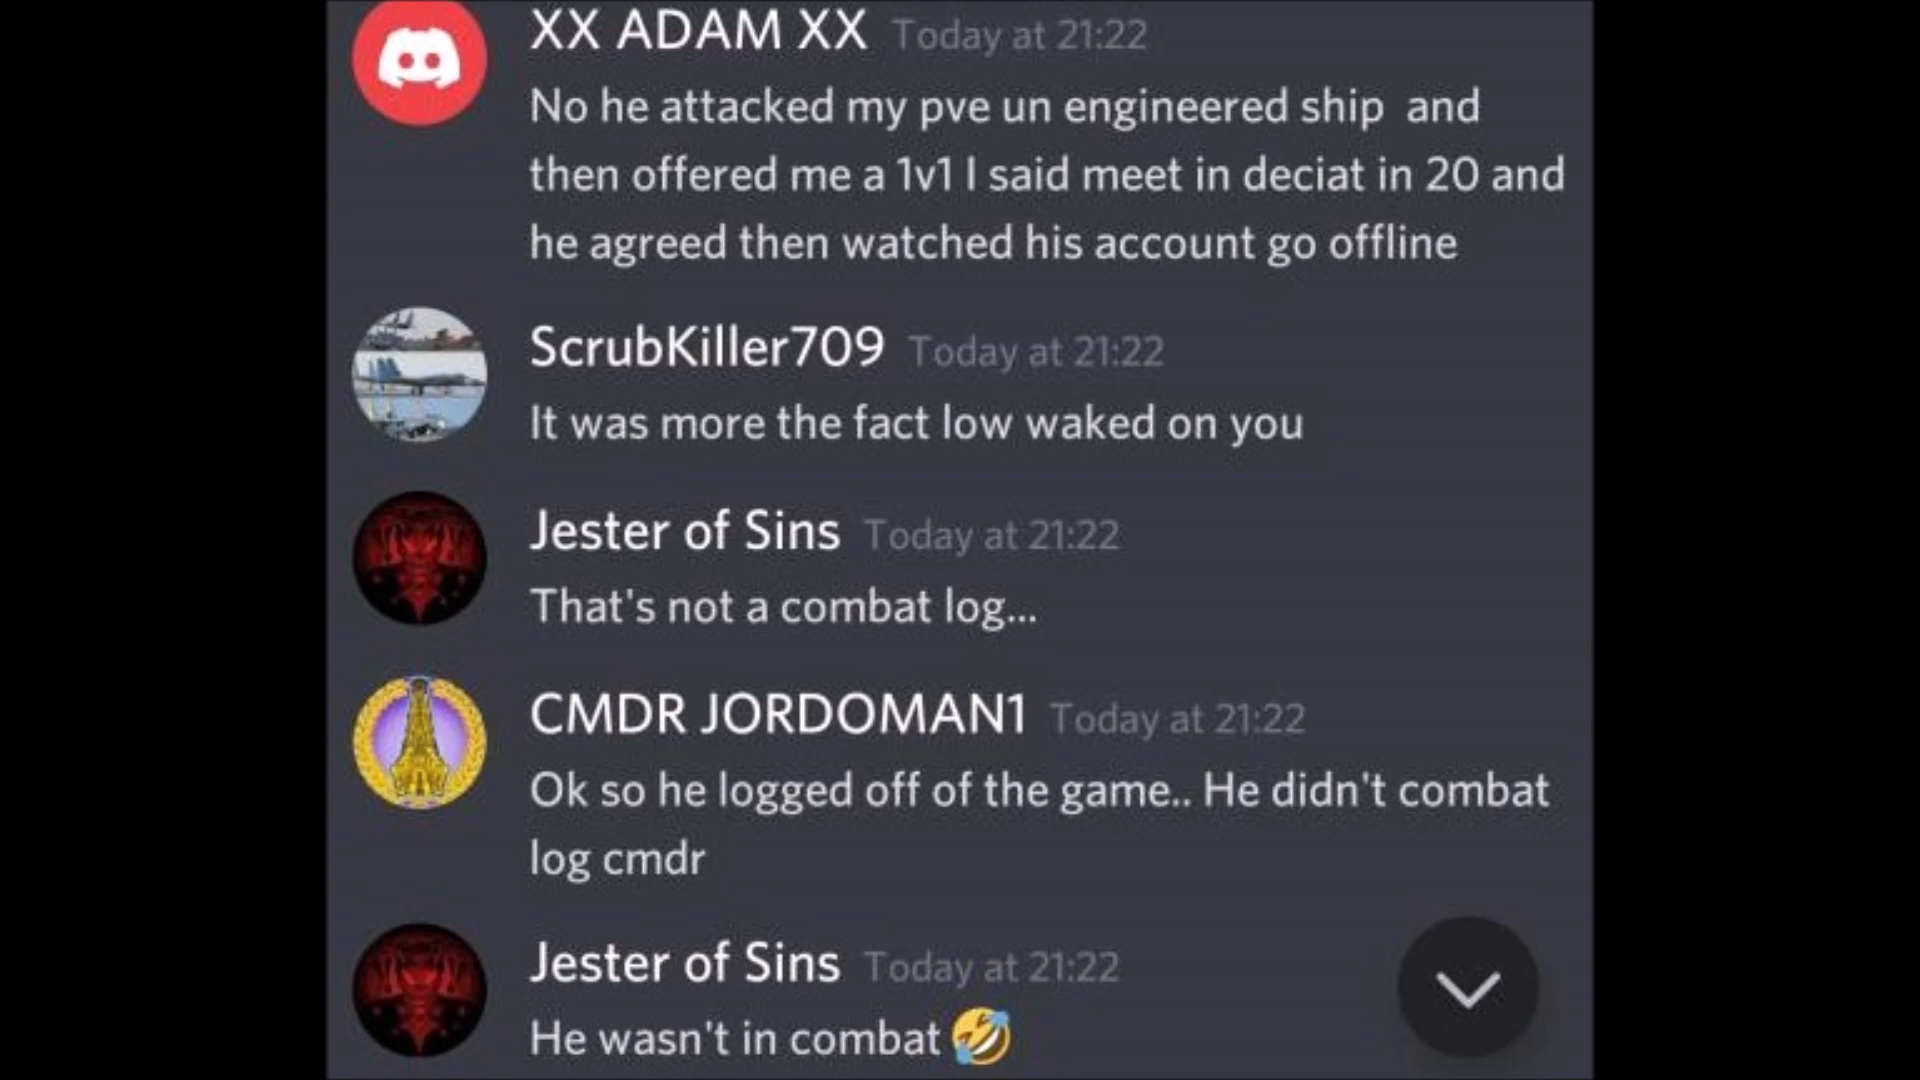 XX ADAM XX Today at 21:22
No he attacked my pve un engineered ship  and
then offered me a 1v1 I said meet in deciat in 20 and
he agreed then watched his account go offline
ScrubKiller709 Today at 21:22
It was more the fact low waked on you
Jester of Sins Today at 21:22
That's not a combat log...
CMDR JORDOMAN1 Today at 21:22
Ok so he logged off of the game.. He didn't combat
log cmdr
Jester of Sins Today at 21:22
He wasn't in combat 🤣